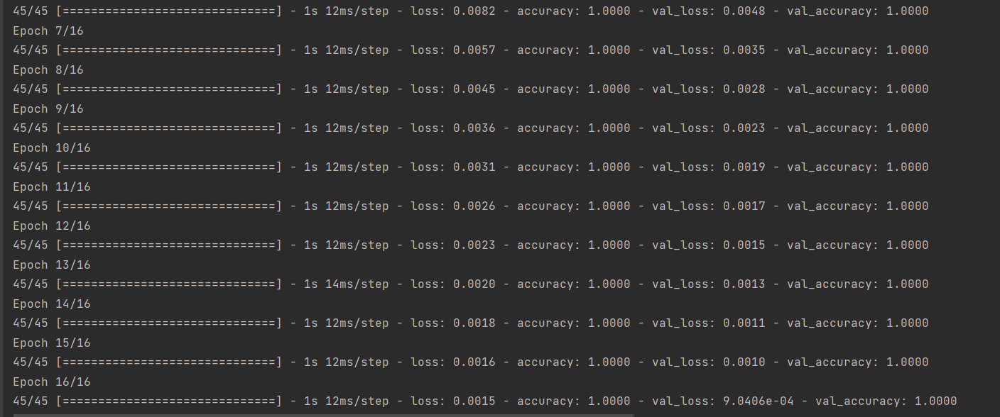 45/45 [==============================] - 1s 12ms/step - loss: 0.0082 - accuracy: 1.0000 - val_loss: 0.0048 - val_accuracy: 1.0000
Epoch 7/16
45/45 [==============================] - 1s 12ms/step - loss: 0.0057 - accuracy: 1.0000 - val_loss: 0.0035 - val_accuracy: 1.0000
Epoch 8/16
45/45 [==============================] - 1s 12ms/step - loss: 0.0045 - accuracy: 1.0000 - val_loss: 0.0028 - val_accuracy: 1.0000
Epoch 9/16
45/45 [==============================] - 1s 12ms/step - loss: 0.0036 - accuracy: 1.0000 - val_loss: 0.0023 - val_accuracy: 1.0000
Epoch 10/16
45/45 [==============================] - 1s 12ms/step - loss: 0.0031 - accuracy: 1.0000 - val_loss: 0.0019 - val_accuracy: 1.0000
Epoch 11/16
45/45 [==============================] - 1s 12ms/step - loss: 0.0026 - accuracy: 1.0000 - val_loss: 0.0017 - val_accuracy: 1.0000
Epoch 12/16
45/45 [==============================] - 1s 12ms/step - loss: 0.0023 - accuracy: 1.0000 - val_loss: 0.0015 - val_accuracy: 1.0000
Epoch 13/16
45/45 [==============================] - 1s 14ms/step - loss: 0.0020 - accuracy: 1.0000 - val_loss: 0.0013 - val_accuracy: 1.0000
Epoch 14/16
45/45 [==============================] - 1s 12ms/step - loss: 0.0018 - accuracy: 1.0000 - val_loss: 0.0011 - val_accuracy: 1.0000
Epoch 15/16
45/45 [==============================] - 1s 12ms/step - loss: 0.0016 - accuracy: 1.0000 - val_loss: 0.0010 - val_accuracy: 1.0000
Epoch 16/16
45/45 [==============================] - 1s 12ms/step - loss: 0.0015 - accuracy: 1.0000 - val_loss: 9.0406e-04 - val_accuracy: 1.0000